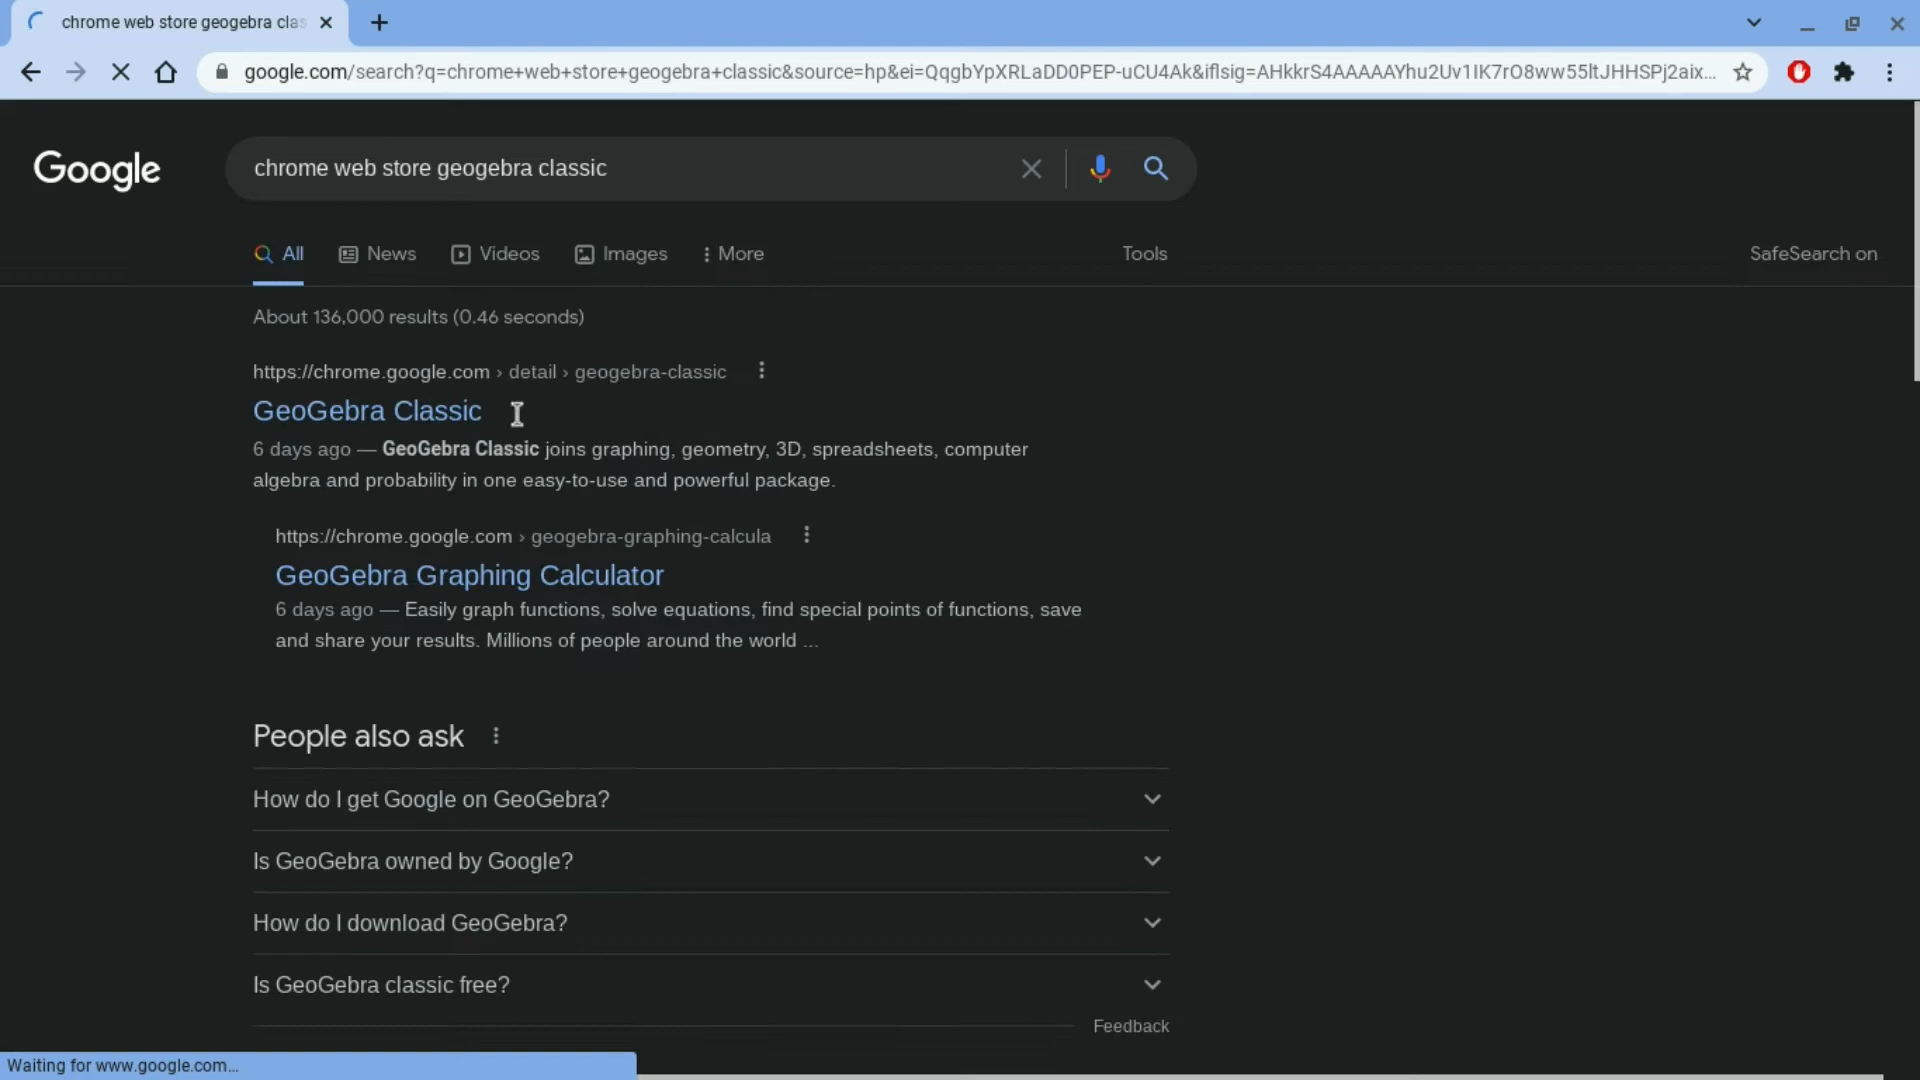 chrome web store geogebra clas
google.com/search?q=chrome+web+store+geogebra+classic&source=hp&ei=QqgbYpXRLaDD0PEP-uCU4Ak&iflsig=AHkkrS4AAAAAYhu2Uv1IK7rO8ww55ltJHHSPj2aix...
Google
chrome web store geogebra classic
All News Videos Images More Tools SafeSearch on
About 136,000 results (0.46 seconds)
https://chrome.google.com › detail › geogebra-classic
GeoGebra Classic
6 days ago — GeoGebra Classic joins graphing, geometry, 3D, spreadsheets, computer
algebra and probability in one easy-to-use and powerful package.
https://chrome.google.com › geogebra-graphing-calcula
GeoGebra Graphing Calculator
6 days ago — Easily graph functions, solve equations, find special points of functions, save
and share your results. Millions of people around the world ...
People also ask
How do I get Google on GeoGebra?
Is GeoGebra owned by Google?
How do I download GeoGebra?
Is GeoGebra classic free?
Feedback
Waiting for www.google.com...